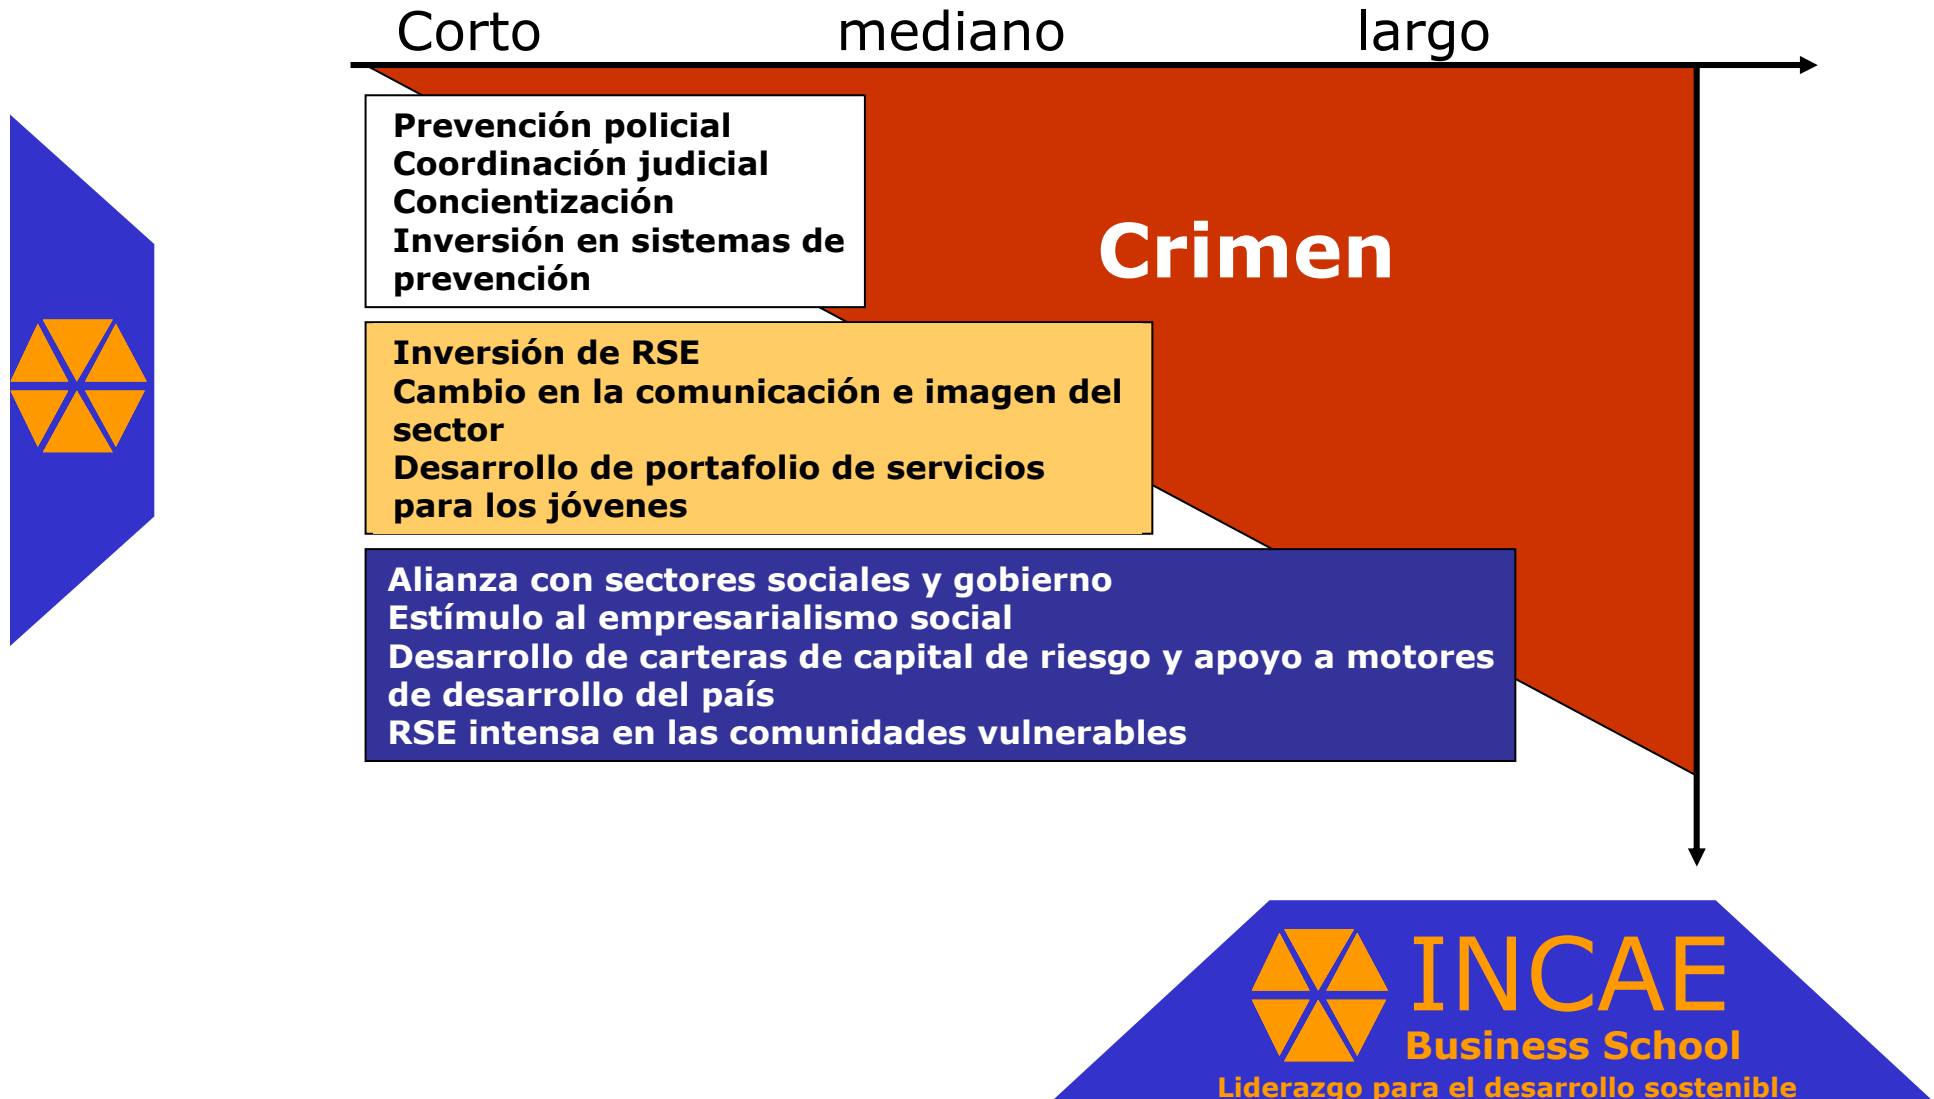 Corto mediano largo
Prevención policial
Coordinación judicial
Concientización
Inversión en sistemas de
prevención
Crimen
Inversión de RSE
Cambio en la comunicación e imagen del
sector
Desarrollo de portafolio de servicios
para los jóvenes
Alianza con sectores sociales y gobierno
Estímulo al empresarialismo social
Desarrollo de carteras de capital de riesgo y apoyo a motores
de desarrollo del país
RSE intensa en las comunidades vulnerables
INCAE
Business School
Liderazgo para el desarrollo sostenible